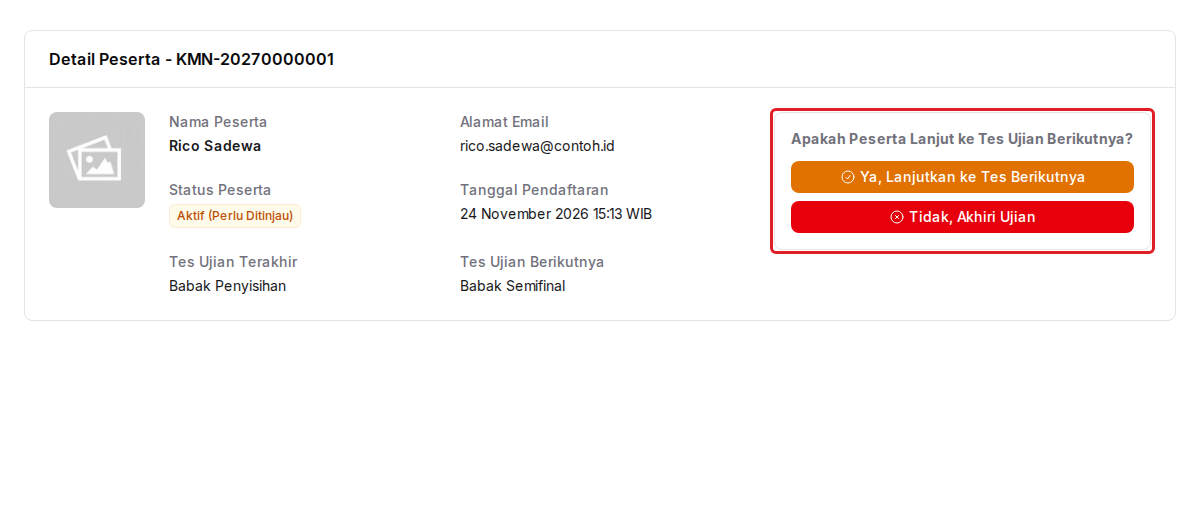 Detail Peserta - KMN-20270000001
Nama Peserta
Rico Sadewa
Alamat Email
rico.sadewa@contoh.id
Status Peserta
Aktif (Perlu Ditinjau)
Tanggal Pendaftaran
24 November 2026 15:13 WIB
Tes Ujian Terakhir
Babak Penyisihan
Tes Ujian Berikutnya
Babak Semifinal
Apakah Peserta Lanjut ke Tes Ujian Berikutnya?
Ya, Lanjutkan ke Tes Berikutnya
Tidak, Akhiri Ujian